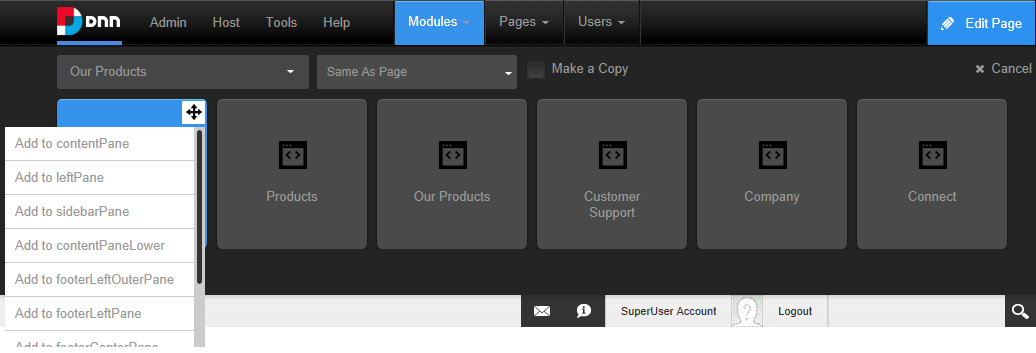 DNN Admin Host Tools Help Modules Pages Users Edit Page
Our Products Same As Page Make a Copy Cancel
Add to contentPane
Add to leftPane
Add to sidebarPane
Add to contentPaneLower
Add to footerLeftOuterPane
Add to footerLeftPane
Add to footerCenterPane
Products
Our Products
Customer
Support
Company
Connect
SuperUser Account Logout